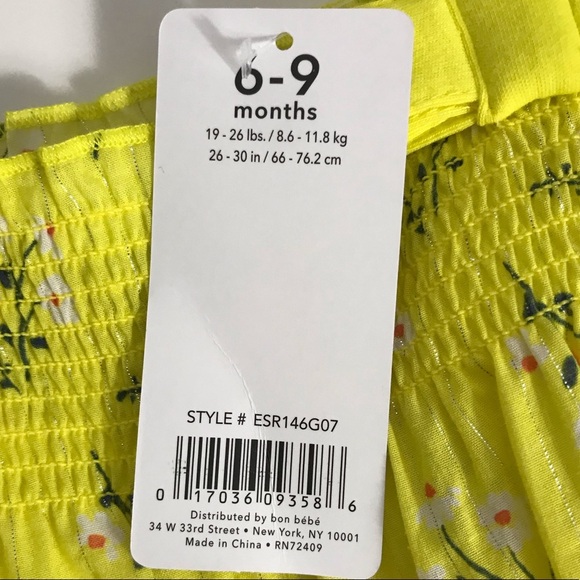 6-9
months
19 - 26 lbs. / 8.6 - 11.8 kg
26 - 30 in / 66 - 76.2 cm
STYLE # ESR146G07
0 17036 09358 6
Distributed by bon bébé
34 W 33rd Street • New York, NY 10001
Made in China • RN72409